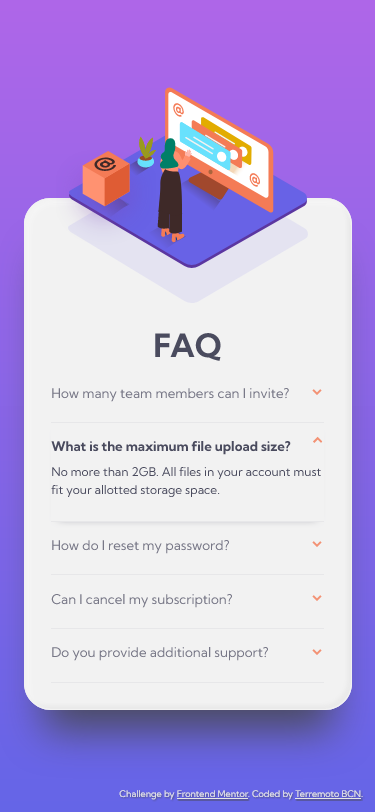 FAQ
How many team members can I invite?
What is the maximum file upload size?
No more than 2GB. All files in your account must
fit your allotted storage space.
How do I reset my password?
Can I cancel my subscription?
Do you provide additional support?
Challenge by Frontend Mentor. Coded by Terremoto BCN.